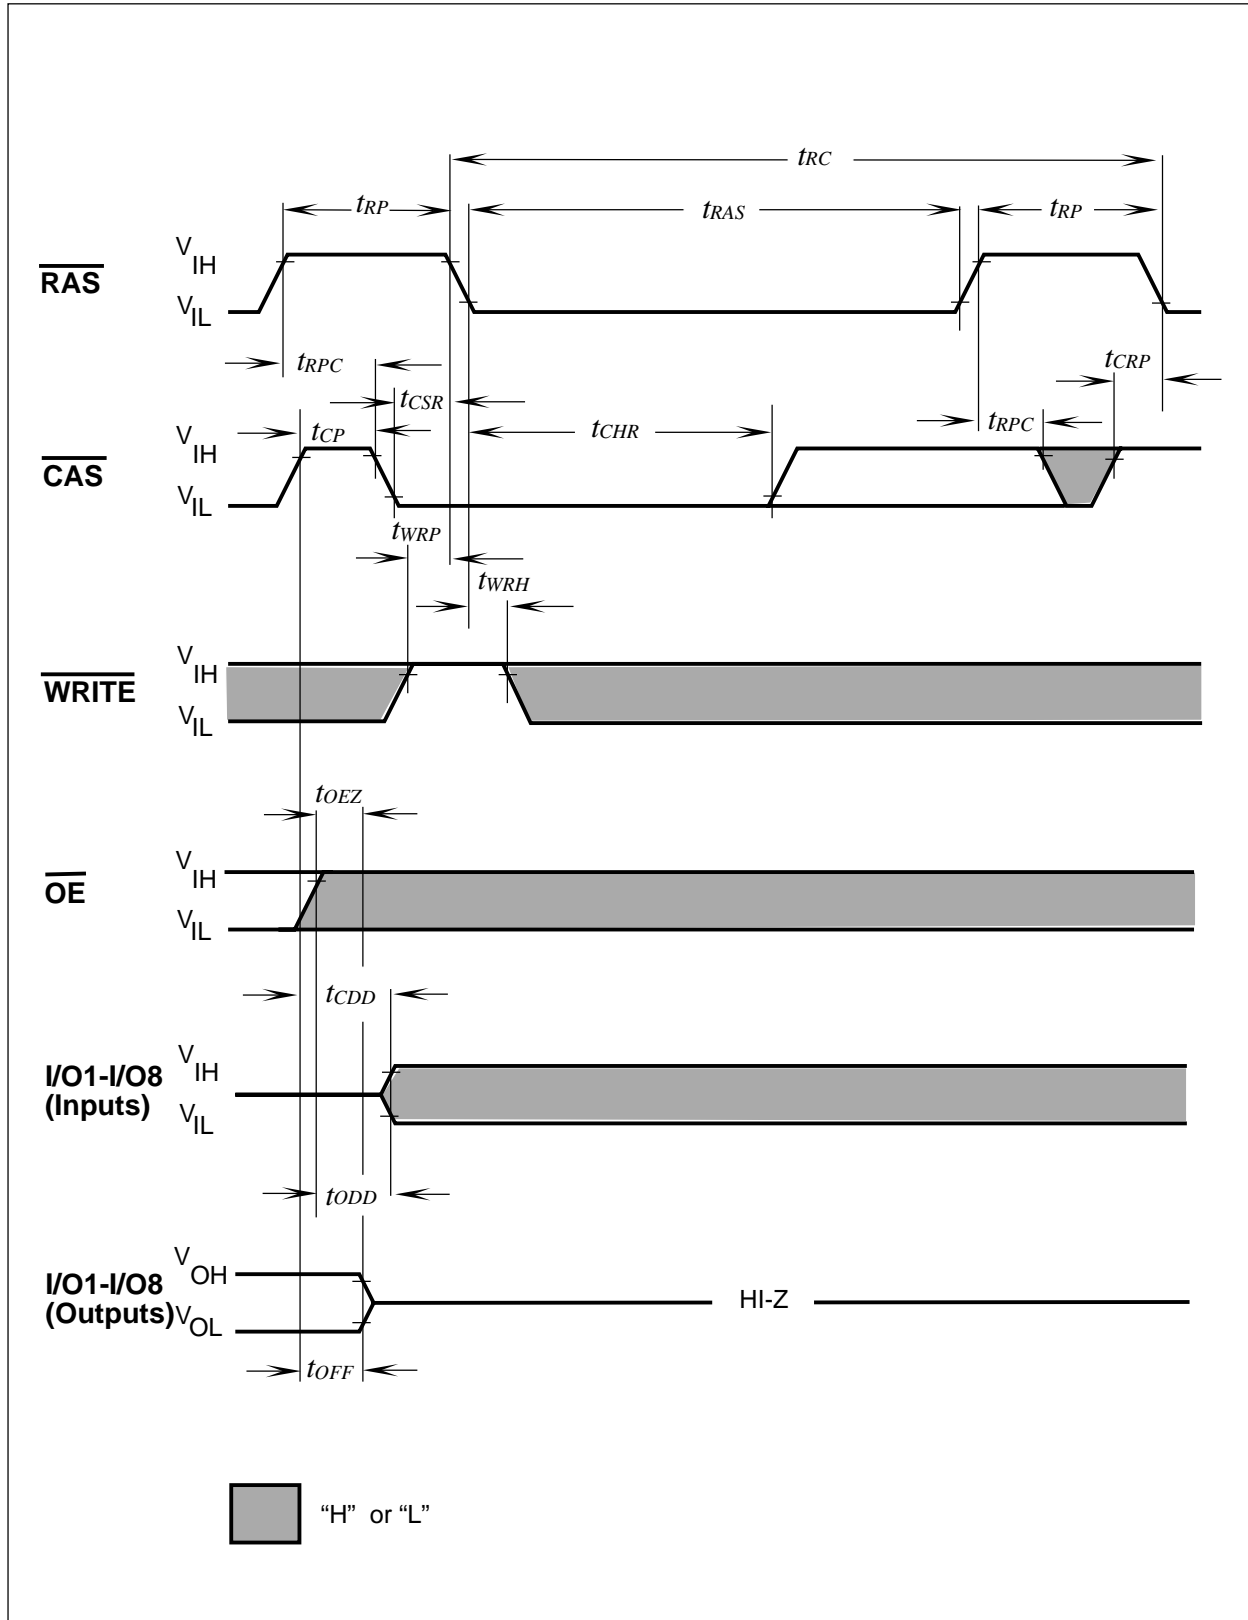 tRC
tRP tRAS tRP
RAS
VIH
VIL
tRPC tCRP
tCSR
tCP tCHR tRPC
CAS
VIH
VIL
tWRP
tWRH
WRITE
VIH
VIL
tOEZ
OE
VIH
VIL
tCDD
I/O1-I/O8
(Inputs)
VIH
VIL
tODD
I/O1-I/O8
(Outputs)
VOH
VOL
HI-Z
tOFF
“H” or “L”